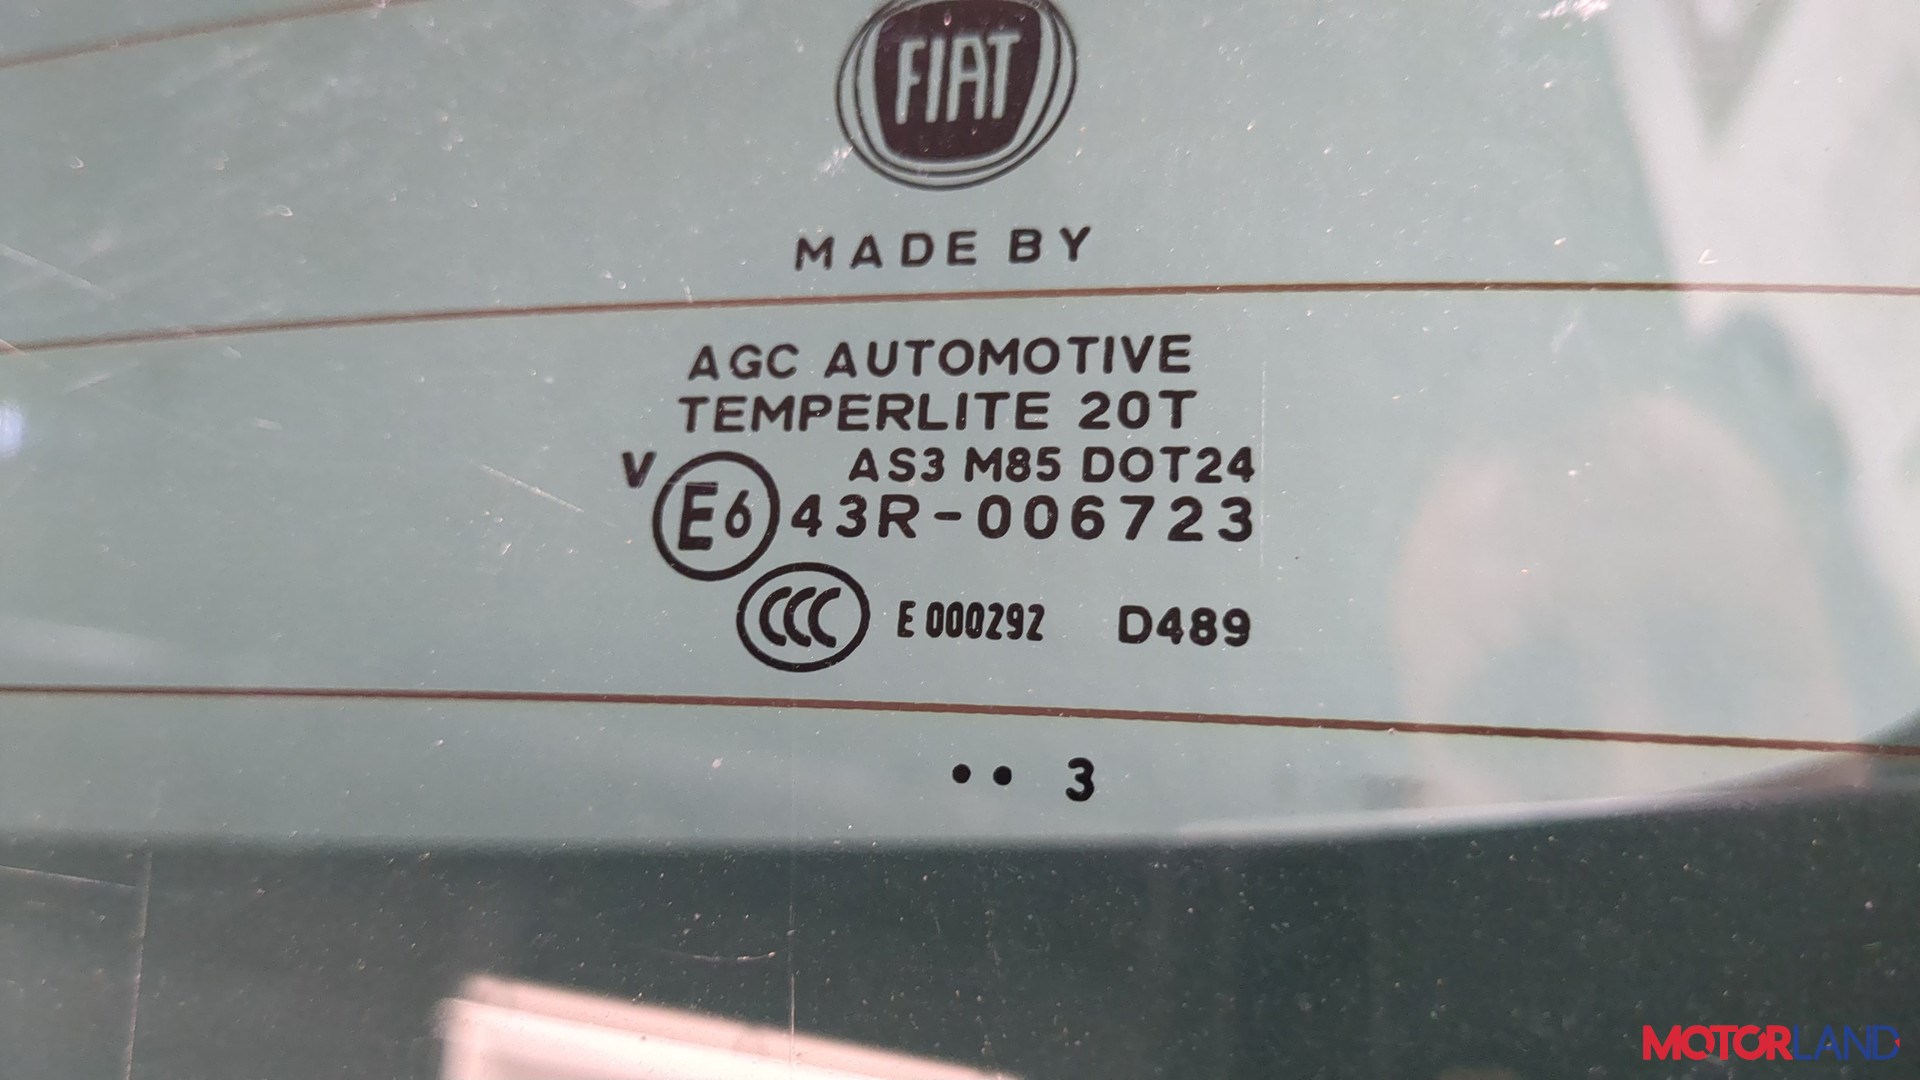 FIAT
MADE BY
AGC AUTOMOTIVE
TEMPERLITE 20T
V AS3 M85 DOT24
E6 43R-006723
CCC E 000292 D489
•• 3
MOTORLAND